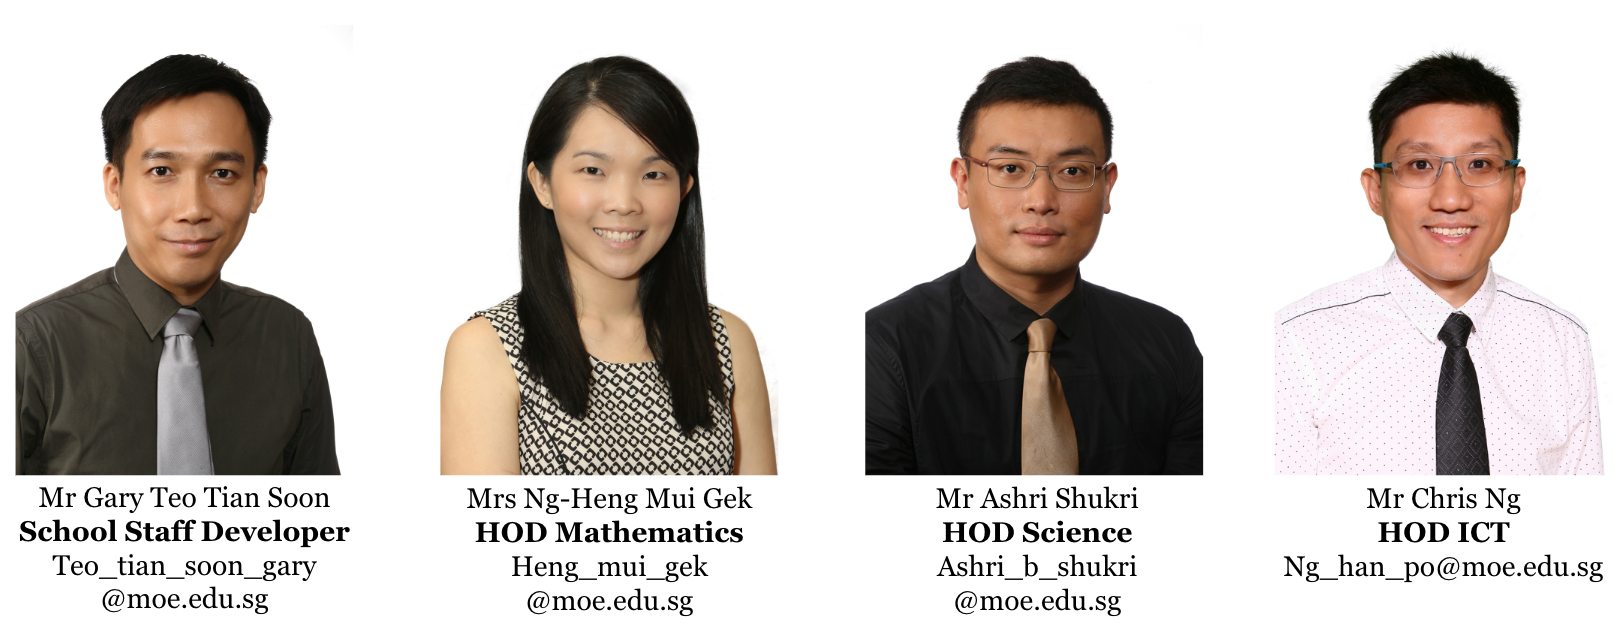 Mr Gary Teo Tian Soon
School Staff Developer
Teo_tian_soon_gary
@moe.edu.sg
Mrs Ng-Heng Mui Gek
HOD Mathematics
Heng_mui_gek
@moe.edu.sg
Mr Ashri Shukri
HOD Science
Ashri_b_shukri
@moe.edu.sg
Mr Chris Ng
HOD ICT
Ng_han_po@moe.edu.sg